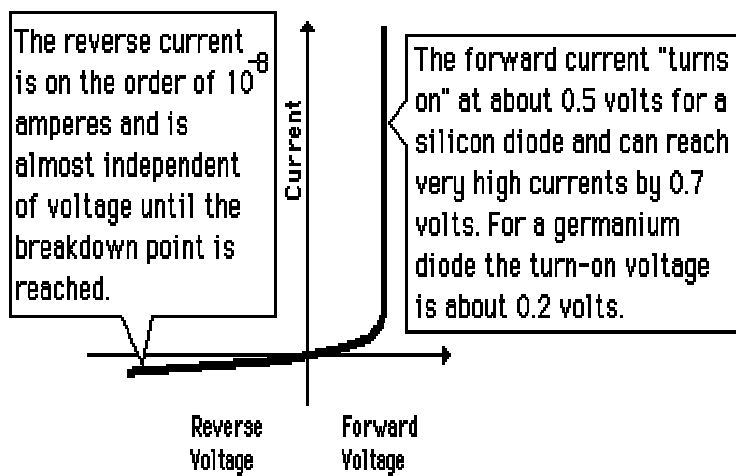 The reverse current
is on the order of 10-8
amperes and is
almost independent
of voltage until the
breakdown point is
reached.
Current
The forward current "turns
on" at about 0.5 volts for a
silicon diode and can reach
very high currents by 0.7
volts. For a germanium
diode the turn-on voltage
is about 0.2 volts.
Reverse
Voltage
Forward
Voltage